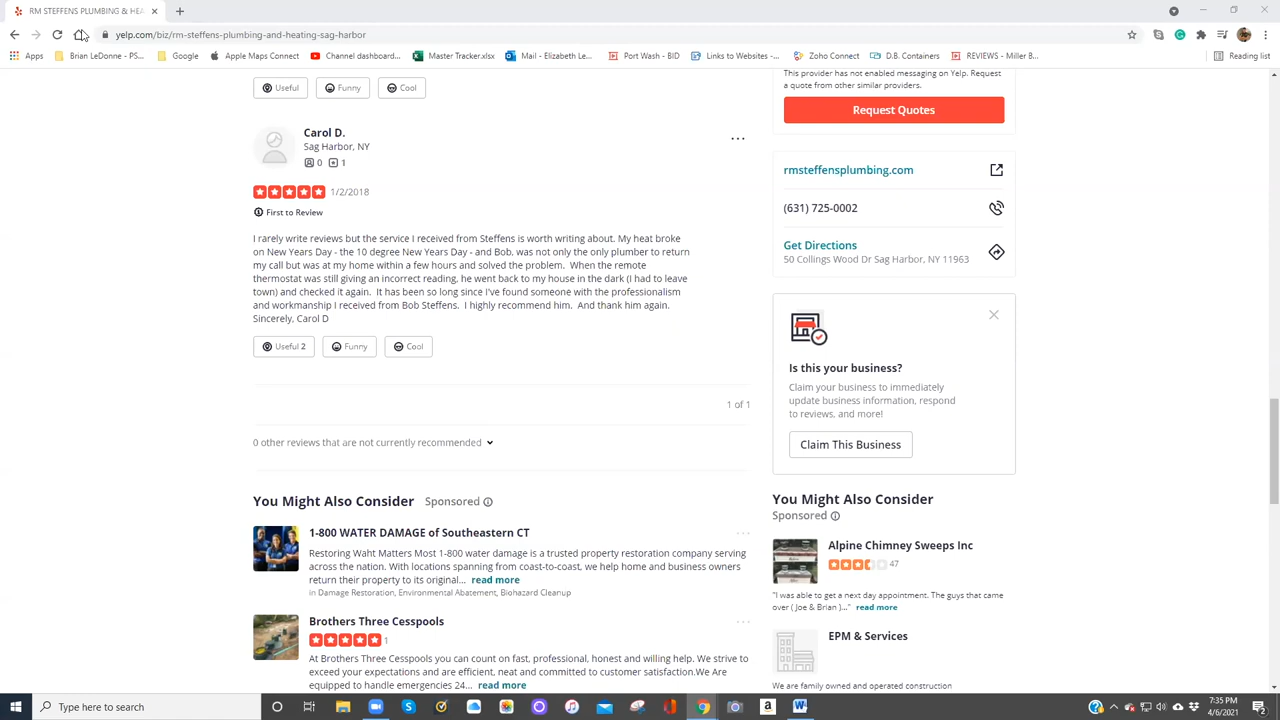 RM STEFFENS PLUMBING & HEA
yelp.com/biz/rm-steffens-plumbing-and-heating-sag-harbor
Apps
Brian LeDonne - PS...
Google
Apple Maps Connect
Channel dashboard...
Master Tracker.xlsx
Mail - Elizabeth Le...
Port Wash - BID
Links to Websites -...
Zoho Connect
D.B. Containers
REVIEWS - Miller B...
Reading list
Useful
Funny
Cool
Carol D.
Sag Harbor, NY
0
1
1/2/2018
First to Review
I rarely write reviews but the service I received from Steffens is worth writing about. My heat broke
on New Years Day - the 10 degree New Years Day - and Bob, was not only the only plumber to return
my call but was at my home within a few hours and solved the problem. When the remote
thermostat was still giving an incorrect reading, he went back to my house in the dark (I had to leave
town) and checked it again. It has been so long since I've found someone with the professionalism
and workmanship I received from Bob Steffens. I highly recommend him. And thank him again.
Sincerely, Carol D
Useful 2
Funny
Cool
1 of 1
0 other reviews that are not currently recommended
You Might Also Consider Sponsored
1-800 WATER DAMAGE of Southeastern CT
Restoring Waht Matters Most 1-800 water damage is a trusted property restoration company serving
across the nation. With locations spanning from coast-to-coast, we help home and business owners
return their property to its original... read more
in Damage Restoration, Environmental Abatement, Biohazard Cleanup
Brothers Three Cesspools
1
At Brothers Three Cesspools you can count on fast, professional, honest and willing help. We strive to
exceed your expectations and are efficient, neat and committed to customer satisfaction.We Are
equipped to handle emergencies 24... read more
This provider has not enabled messaging on Yelp. Request
a quote from other similar providers.
Request Quotes
rmsteffensplumbing.com
(631) 725-0002
Get Directions
50 Collings Wood Dr Sag Harbor, NY 11963
Is this your business?
Claim your business to immediately
update business information, respond
to reviews, and more!
Claim This Business
You Might Also Consider
Sponsored
Alpine Chimney Sweeps Inc
47
"I was able to get a next day appointment. The guys that came
over ( Joe & Brian )..." read more
EPM & Services
We are family owned and operated construction
Type here to search
7:35 PM
4/6/2021
2